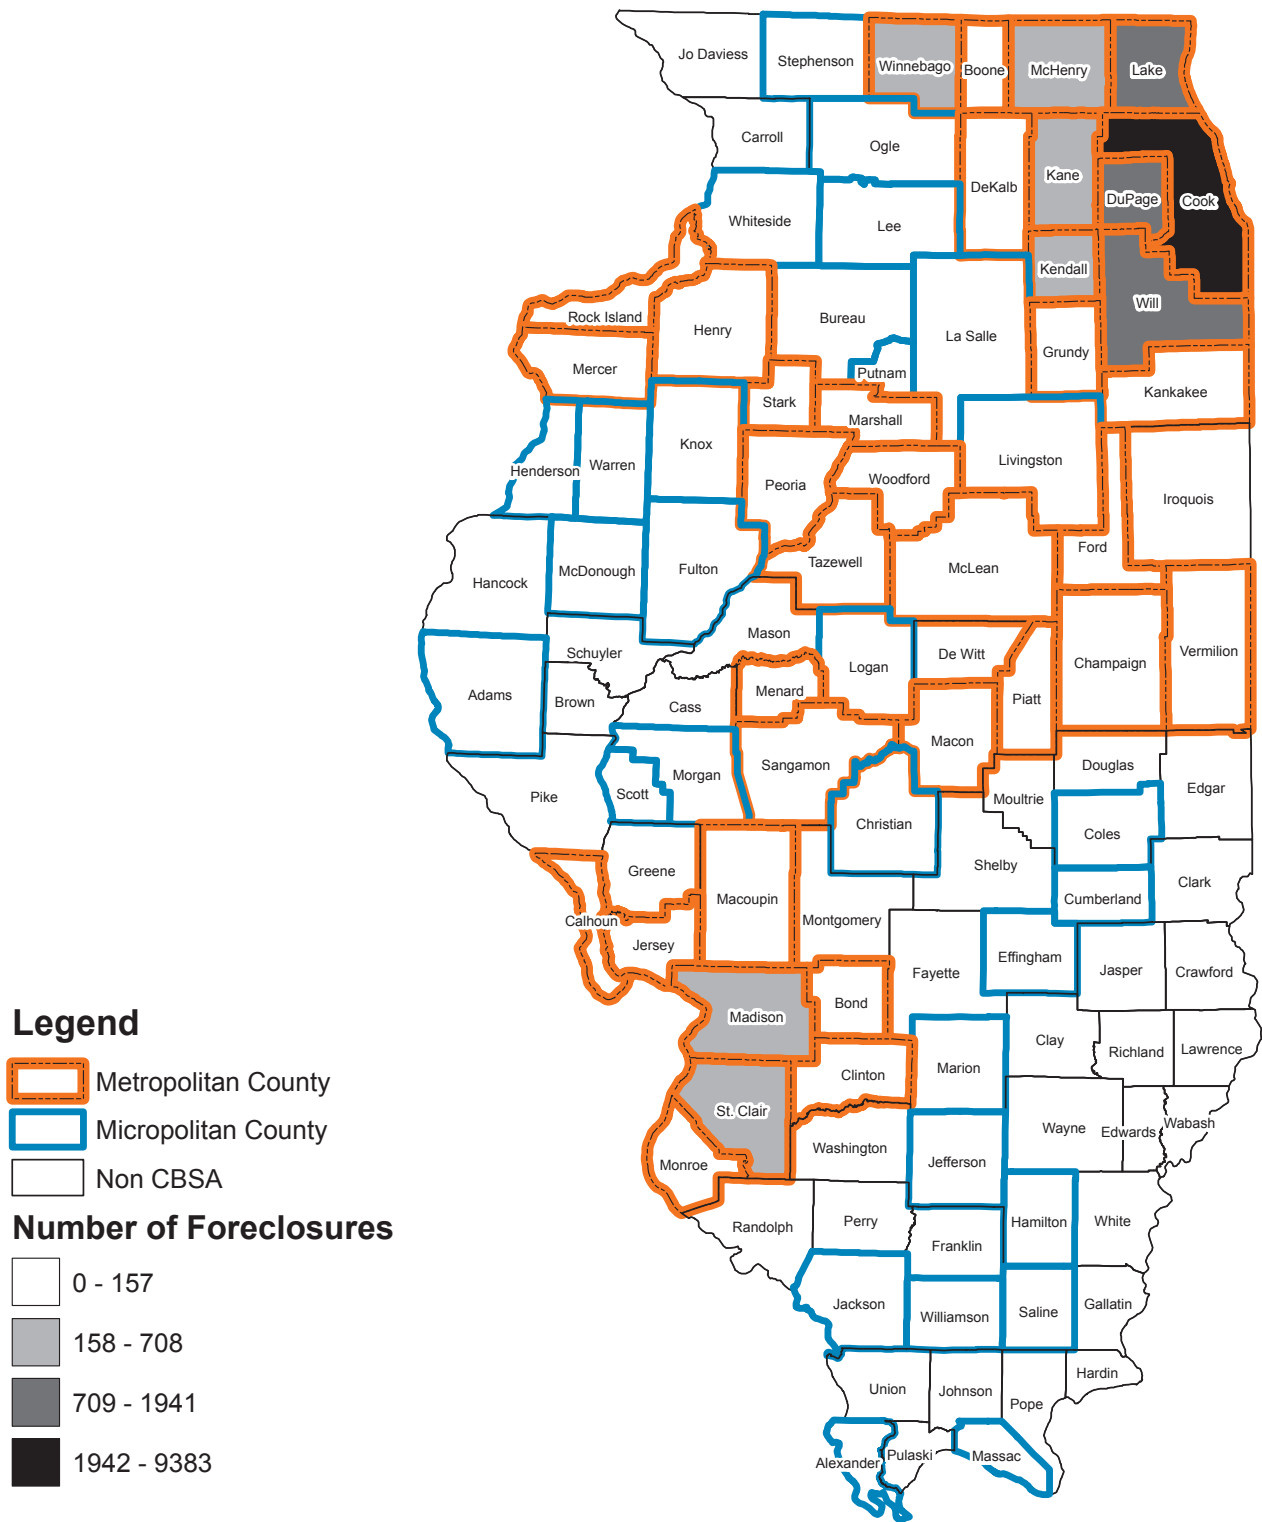 Jo Daviess
Stephenson
Winnebago
Boone
McHenry
Lake
Carroll
Ogle
DeKalb
Kane
DuPage
Cook
Whiteside
Lee
Kendall
Will
Rock Island
Henry
Bureau
La Salle
Grundy
Mercer
Putnam
Kankakee
Stark
Marshall
Knox
Henderson
Warren
Peoria
Woodford
Livingston
Iroquois
Hancock
McDonough
Fulton
Tazewell
McLean
Ford
Mason
Schuyler
Logan
De Witt
Champaign
Vermilion
Adams
Brown
Cass
Menard
Piatt
Macon
Sangamon
Morgan
Scott
Pike
Douglas
Edgar
Moultrie
Christian
Coles
Shelby
Greene
Macoupin
Montgomery
Cumberland
Clark
Calhoun
Jersey
Fayette
Effingham
Jasper
Crawford
Madison
Bond
Clay
Richland
Lawrence
Clinton
Marion
St. Clair
Washington
Jefferson
Wayne
Edwards
Wabash
Monroe
Randolph
Perry
Franklin
Hamilton
White
Jackson
Williamson
Saline
Gallatin
Union
Johnson
Pope
Hardin
Alexander
Pulaski
Massac
Legend
Metropolitan County
Micropolitan County
Non CBSA
Number of Foreclosures
0 - 157
158 - 708
709 - 1941
1942 - 9383